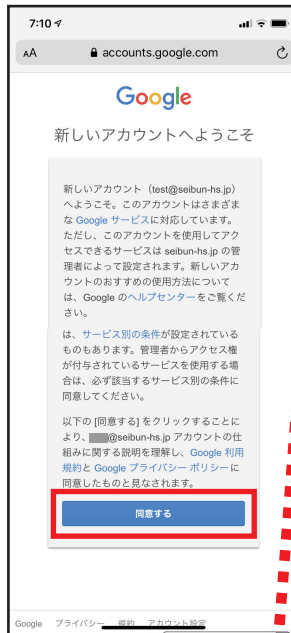 7:10
AA accounts.google.com
Google
新しいアカウントへようこそ
新しいアカウント（test@seibun-hs.jp）
へようこそ。このアカウントはさまざま
な Google サービスに対応しています。
ただし、このアカウントを使用してアク
セスできるサービスは seibun-hs.jp の管
理者によって設定されます。新しいアカ
ウントのおすすめの使用方法について
は、Google のヘルプセンターをご覧くだ
さい。
は、サービス別の条件が設定されている
ものもあります。管理者からアクセス権
が付与されているサービスを使用する場
合は、必ず該当するサービス別の条件に
同意してください。
以下の [同意する] をクリックすることに
より、@seibun-hs.jp アカウントの仕
組みに関する説明を理解し、Google 利用
規約と Google プライバシー ポリシーに
同意したものと見なされます。
同意する
Google プライバシー 規約 アカウント設定